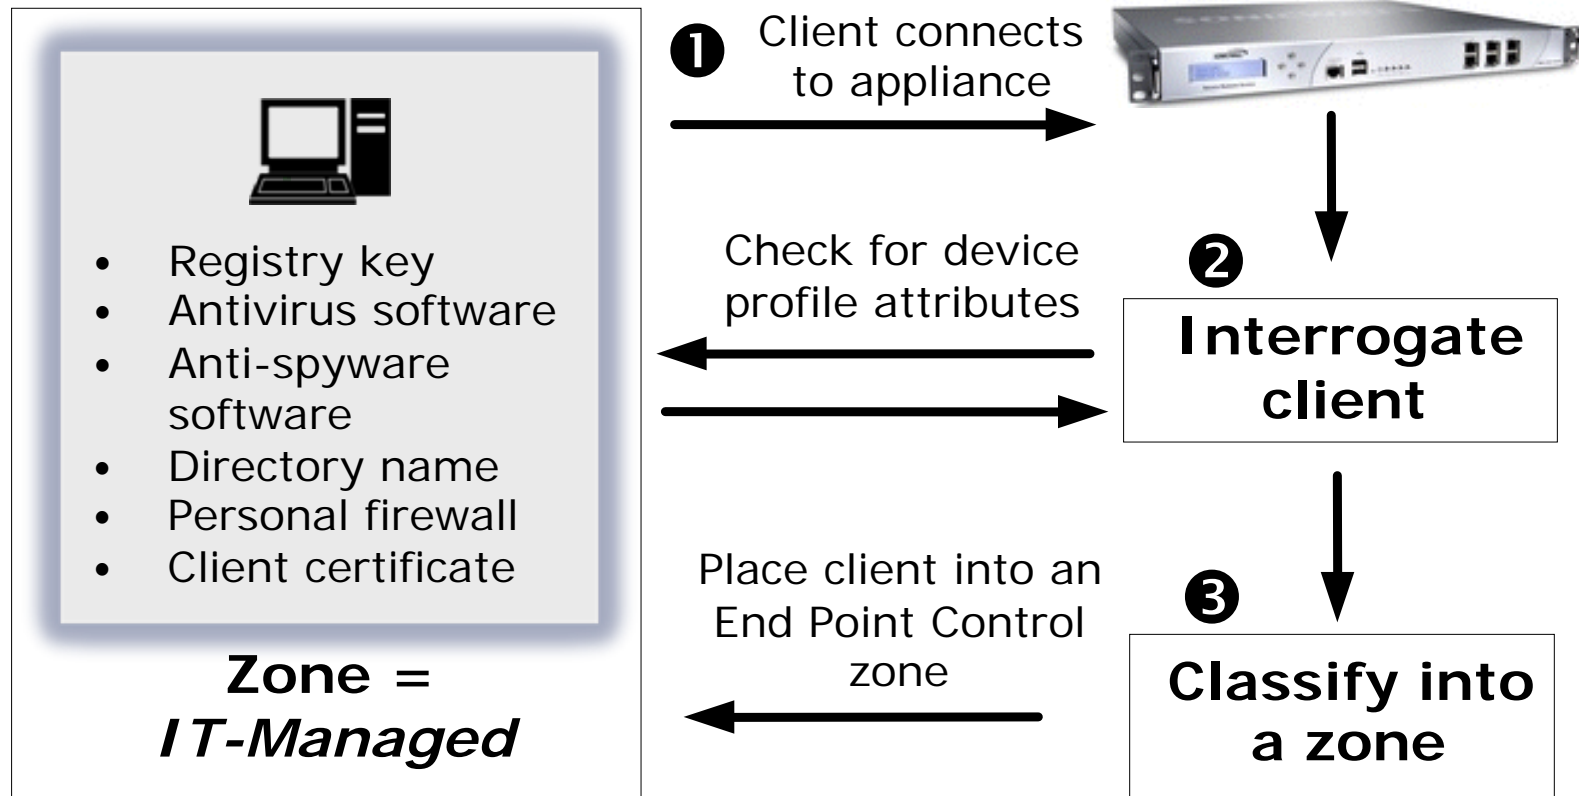 ❶ Client connects
to appliance
• Registry key
• Antivirus software
• Anti-spyware
software
• Directory name
• Personal firewall
• Client certificate
Zone =
IT-Managed
Check for device
profile attributes
❷
Interrogate
client
Place client into an
End Point Control
zone
❸
Classify into
a zone